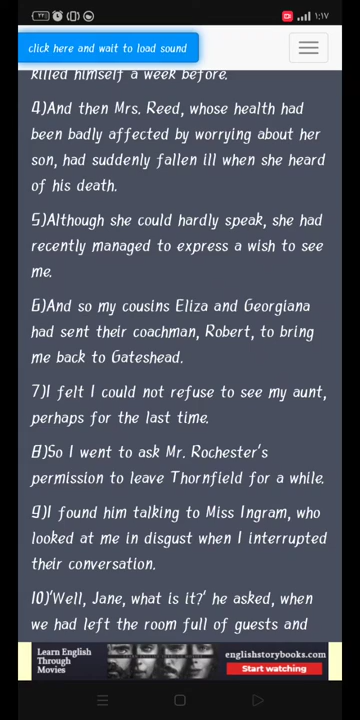 ١:١٧
click here and wait to load sound
killed himself a week before.
4)And then Mrs. Reed, whose health had
been badly affected by worrying about her
son, had suddenly fallen ill when she heard
of his death.
5)Although she could hardly speak, she had
recently managed to express a wish to see
me.
6)And so my cousins Eliza and Georgiana
had sent their coachman, Robert, to bring
me back to Gateshead.
7)I felt I could not refuse to see my aunt,
perhaps for the last time.
8)So I went to ask Mr. Rochester's
permission to leave Thornfield for a while.
9)I found him talking to Miss Ingram, who
looked at me in disgust when I interrupted
their conversation.
10)'Well, Jane, what is it?' he asked, when
we had left the room full of guests and
Learn English
Through
Movies
englishstorybooks.com
Start watching